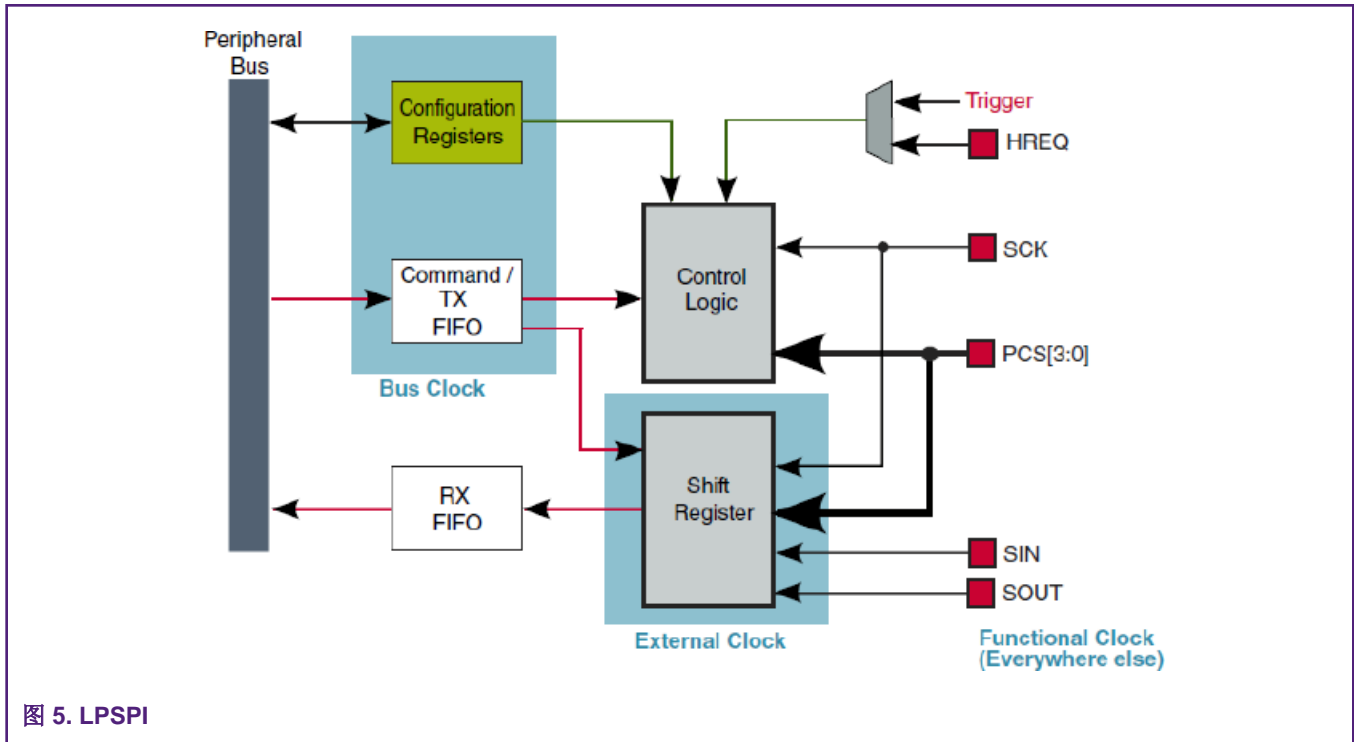 Peripheral
Bus
Configuration
Registers
Trigger
HREQ
Command /
TX
FIFO
Control
Logic
SCK
PCS[3:0]
Bus Clock
RX
FIFO
Shift
Register
SIN
SOUT
External Clock
Functional Clock
(Everywhere else)
图 5. LPSPI